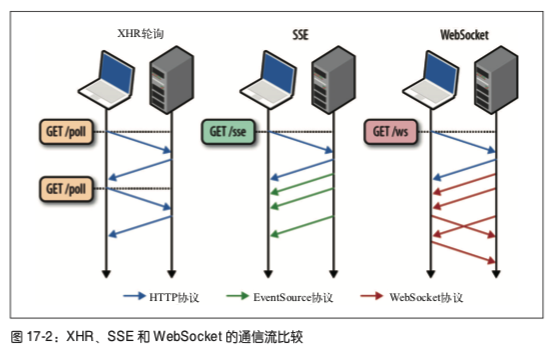 XHR轮询
SSE
WebSocket
GET /poll
GET /sse
GET /ws
GET /poll
HTTP协议
EventSource协议
WebSocket协议
图 17-2：XHR、SSE 和 WebSocket 的通信流比较